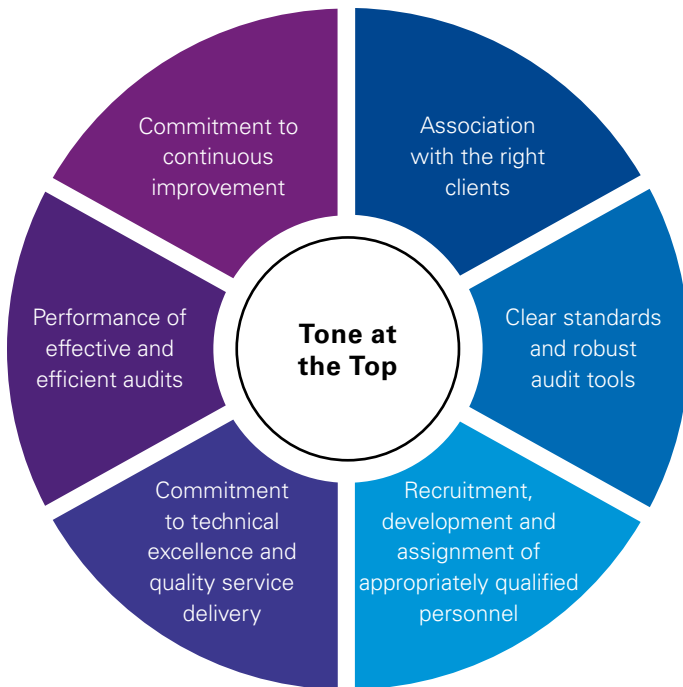 Commitment to
continuous
improvement
Association
with the right
clients
Performance of
effective and
efficient audits
Tone at
the Top
Clear standards
and robust
audit tools
Commitment
to technical
excellence and
quality service
delivery
Recruitment,
development and
assignment of
appropriately qualified
personnel